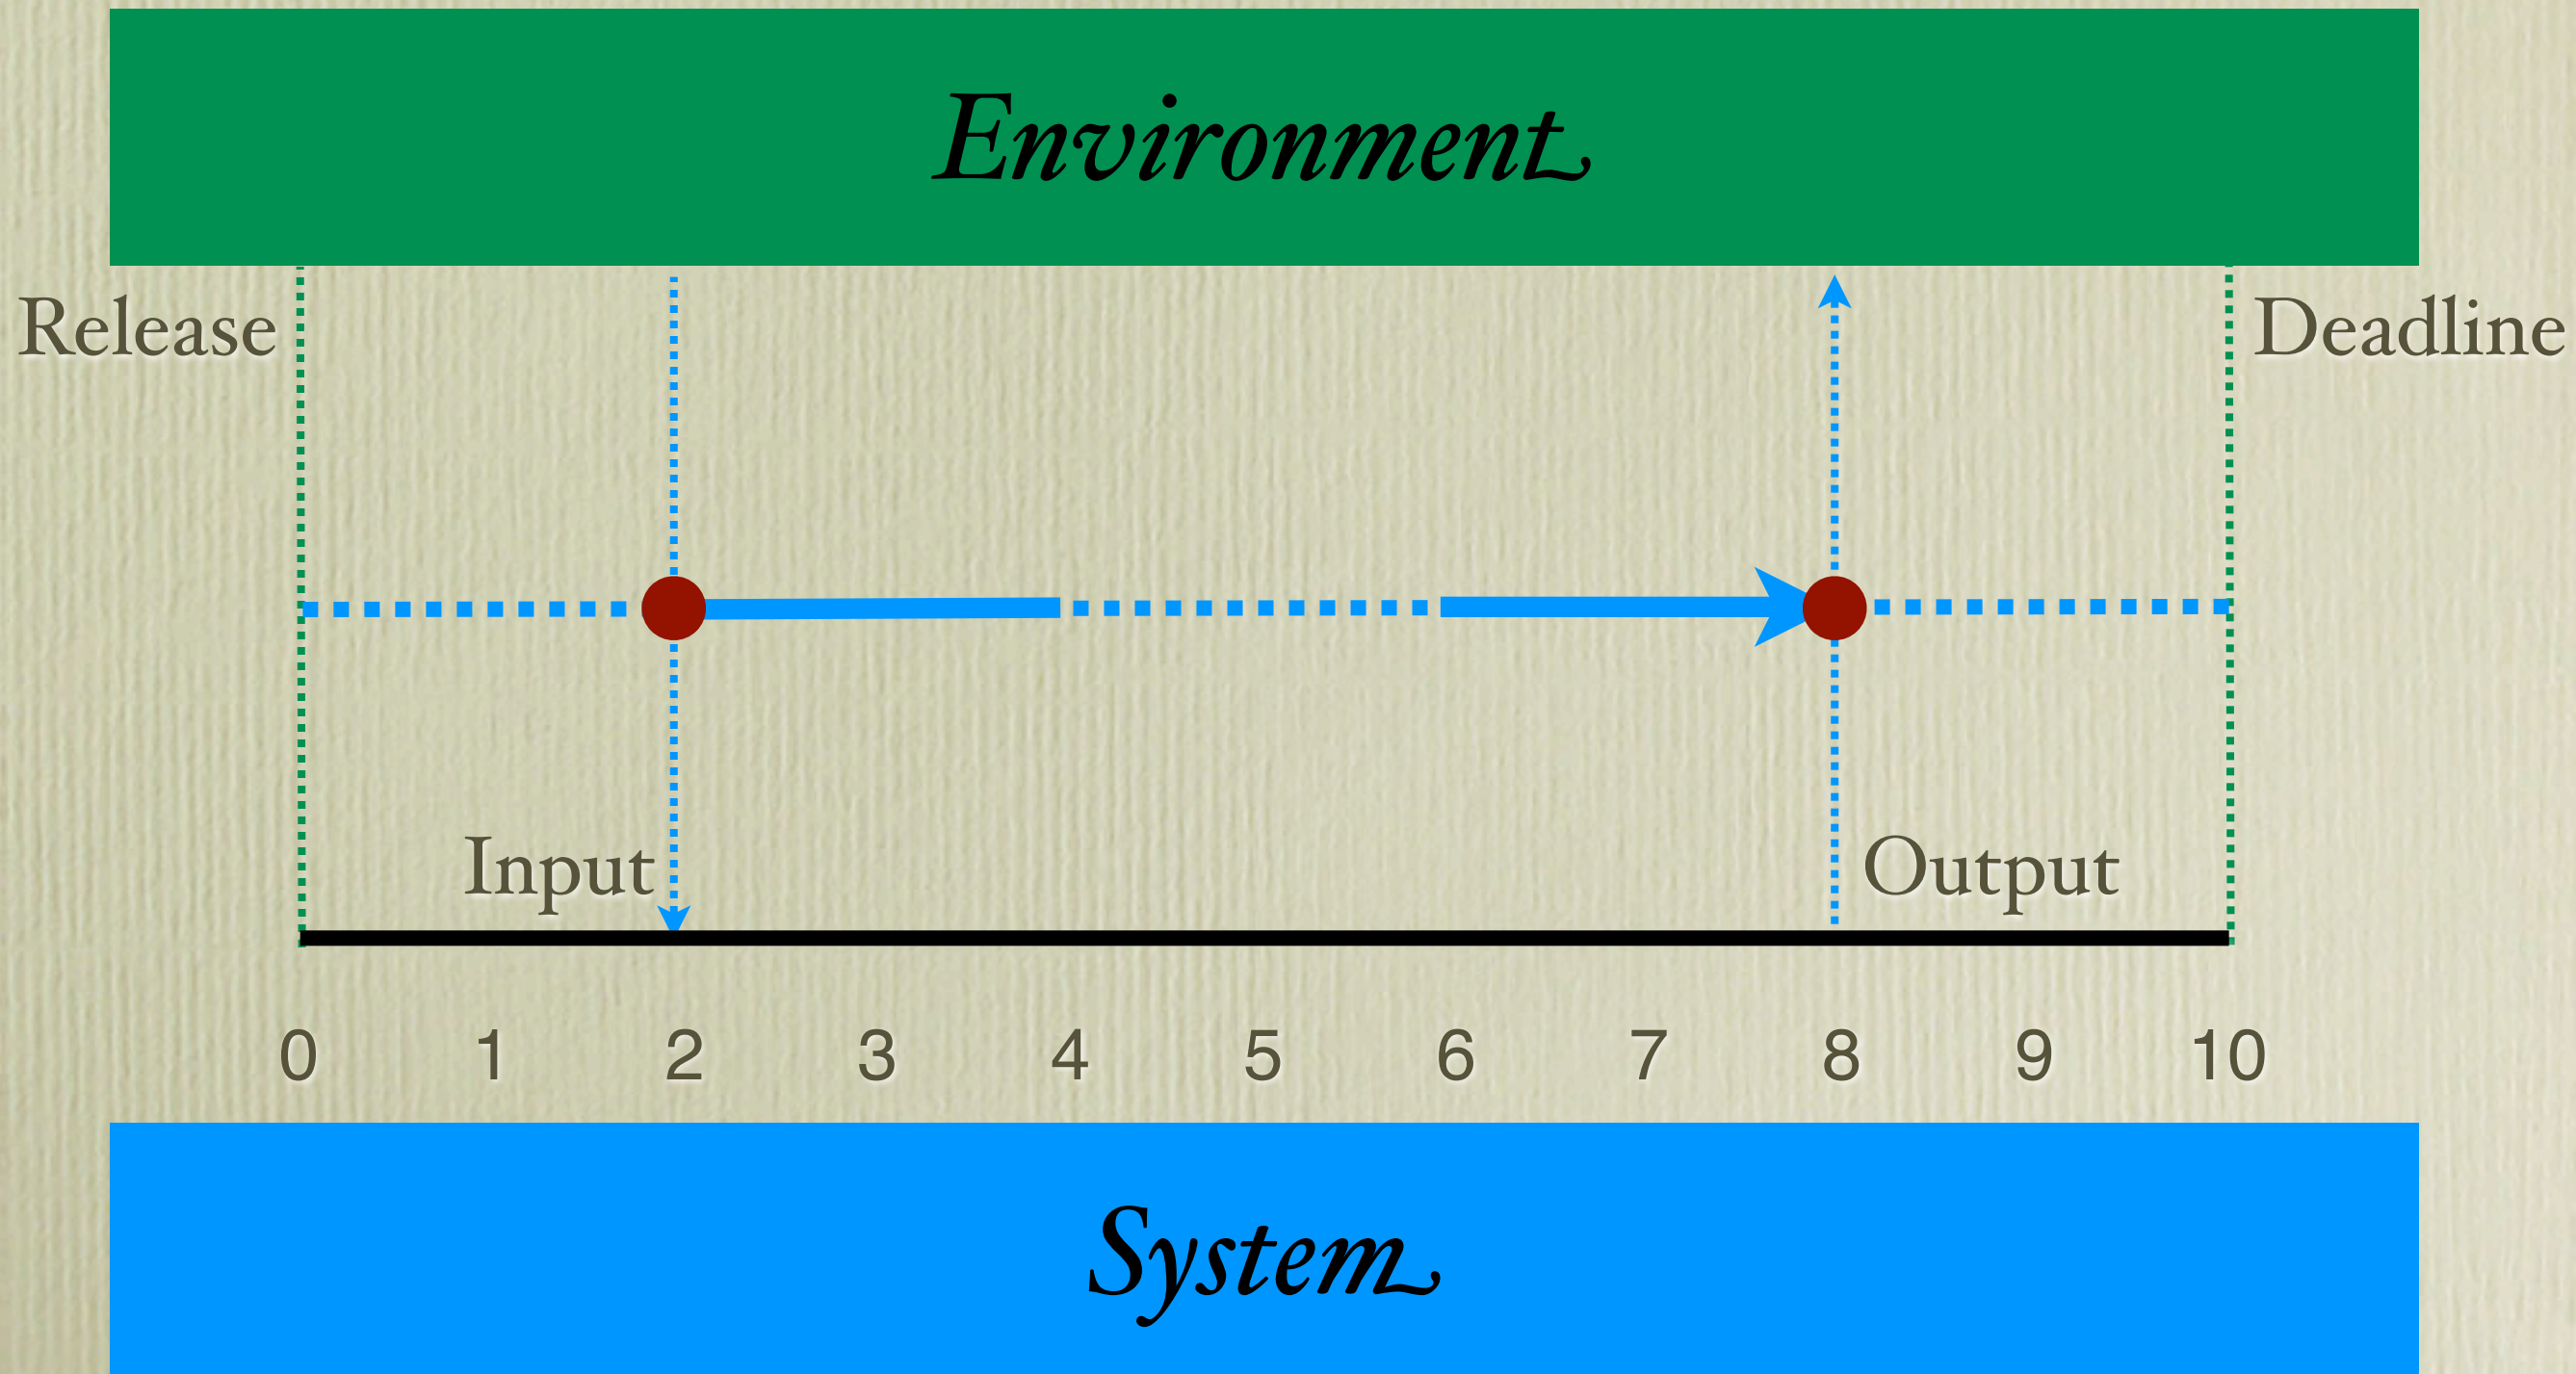 Environment
Release
Deadline
Input
Output
0 1 2 3 4 5 6 7 8 9 10
System